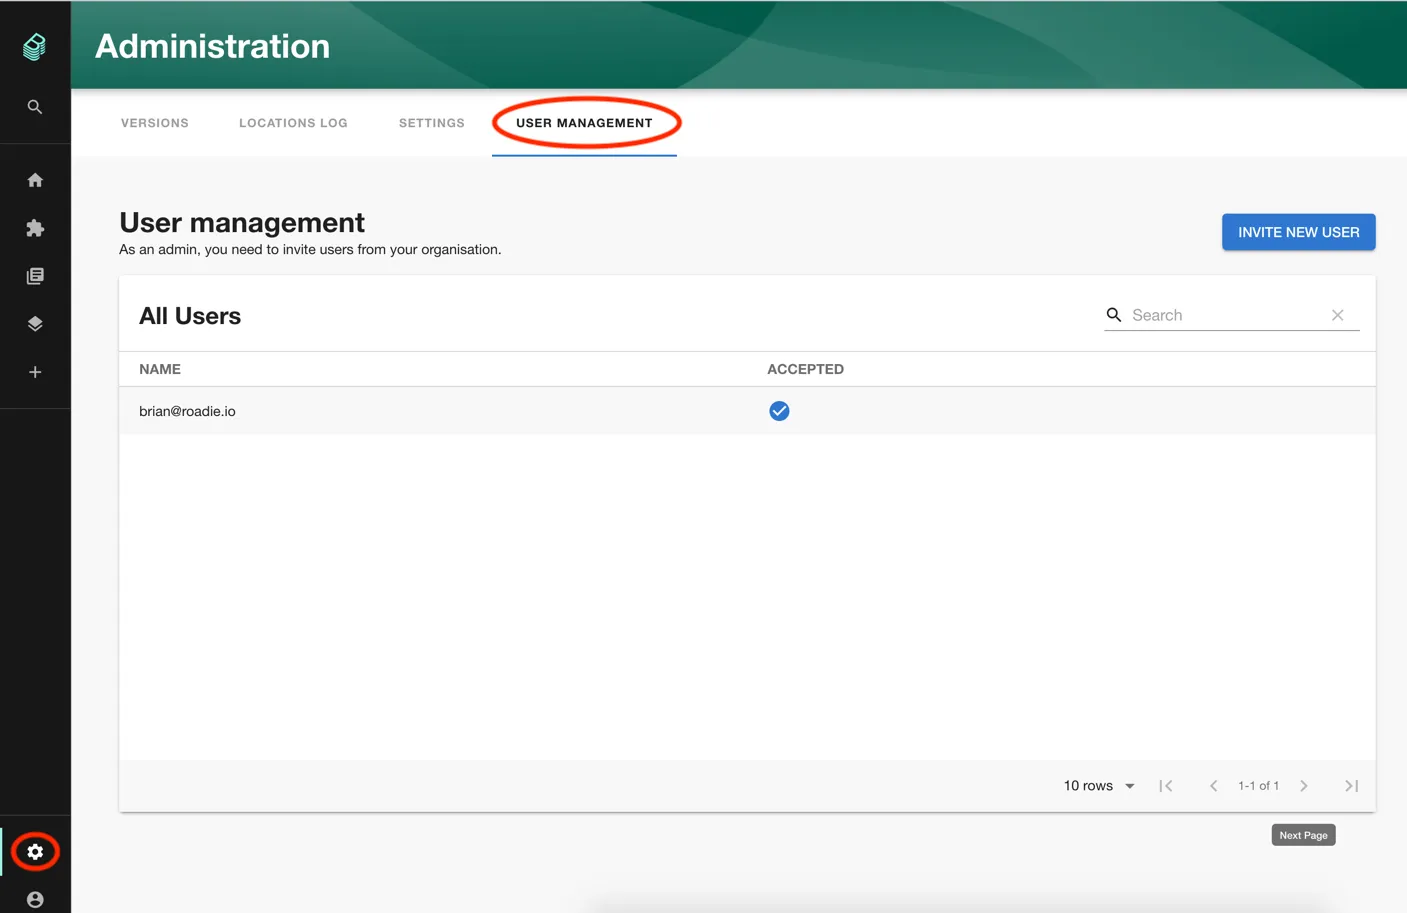 Administration
VERSIONS LOCATIONS LOG SETTINGS USER MANAGEMENT
User management
As an admin, you need to invite users from your organisation.
INVITE NEW USER
All Users
Search
NAME ACCEPTED
brian@roadie.io
10 rows 1-1 of 1
Next Page